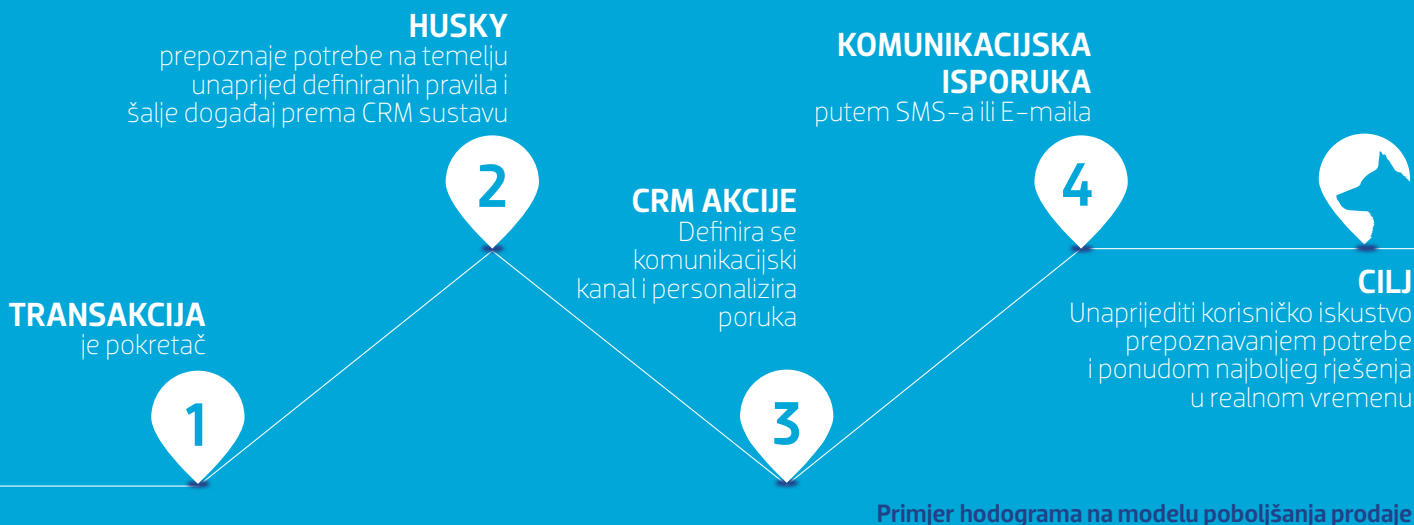 TRANSAKCIJA
je pokretač
1
HUSKY
prepoznaje potrebe na temelju
unaprijed definiranih pravila i
šalje događaj prema CRM sustavu
2
CRM AKCIJE
Definira se
komunikacijski
kanal i personalizira
poruka
3
KOMUNIKACIJSKA
ISPORUKA
putem SMS-a ili E-maila
4
CILJ
Unaprijediti korisničko iskustvo
prepoznavanjem potrebe
i ponudom najboljeg rješenja
u realnom vremenu
Primjer hodograma na modelu poboljšanja prodaje